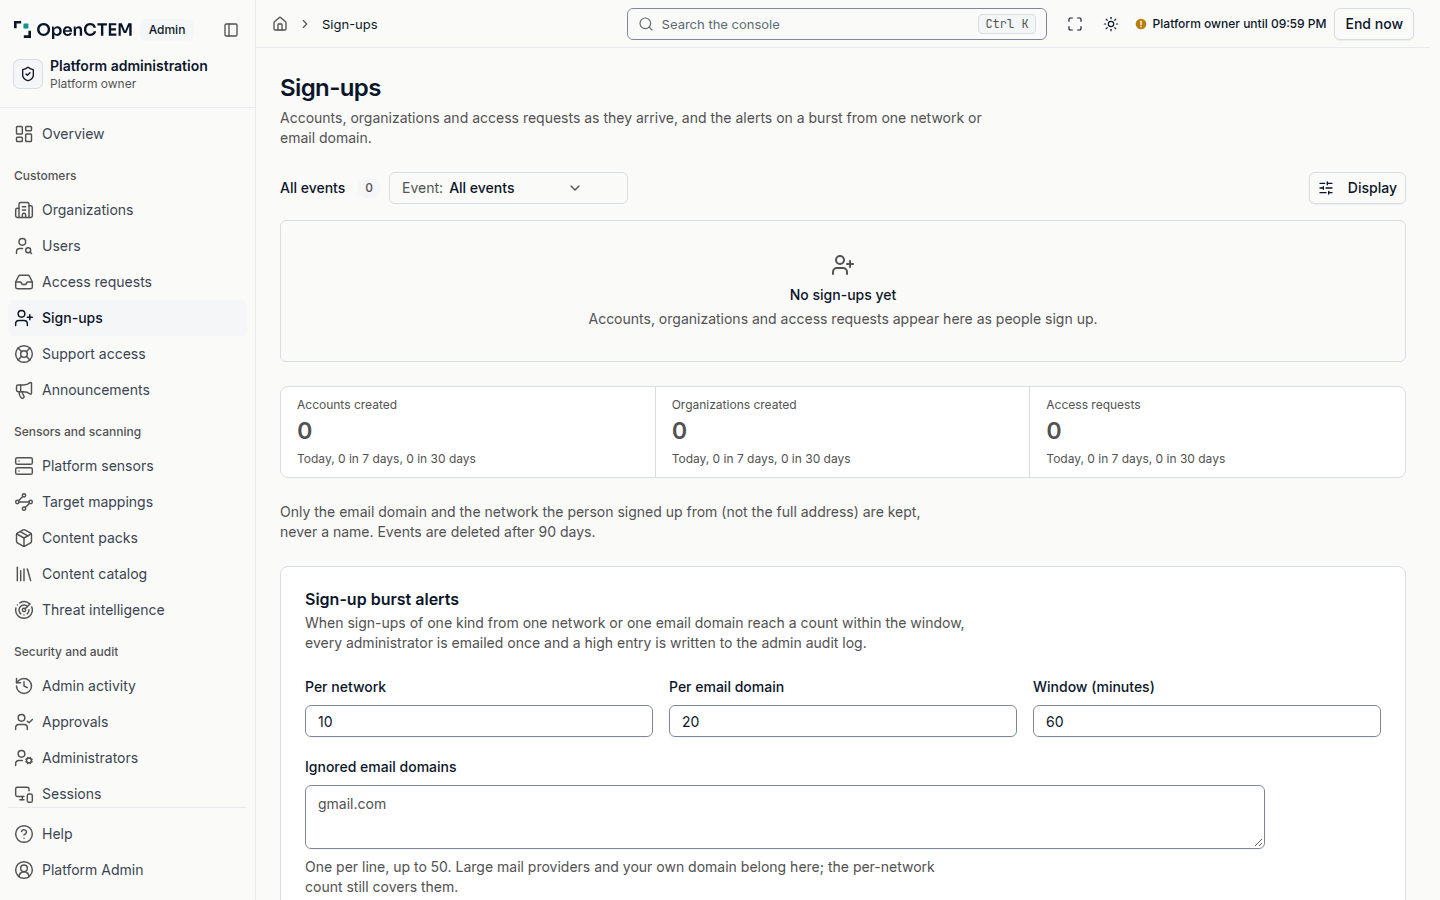 OpenCTEM Admin
Platform administration
Platform owner
Overview
Customers
Organizations
Users
Access requests
Sign-ups
Support access
Announcements
Sensors and scanning
Platform sensors
Target mappings
Content packs
Content catalog
Threat intelligence
Security and audit
Admin activity
Approvals
Administrators
Sessions
Help
Platform Admin
Sign-ups
Search the console
Ctrl K
Platform owner until 09:59 PM
End now
Sign-ups
Accounts, organizations and access requests as they arrive, and the alerts on a burst from one network or
email domain.
All events 0
Event: All events
Display
No sign-ups yet
Accounts, organizations and access requests appear here as people sign up.
Accounts created
0
Today, 0 in 7 days, 0 in 30 days
Organizations created
0
Today, 0 in 7 days, 0 in 30 days
Access requests
0
Today, 0 in 7 days, 0 in 30 days
Only the email domain and the network the person signed up from (not the full address) are kept,
never a name. Events are deleted after 90 days.
Sign-up burst alerts
When sign-ups of one kind from one network or one email domain reach a count within the window,
every administrator is emailed once and a high entry is written to the admin audit log.
Per network
10
Per email domain
20
Window (minutes)
60
Ignored email domains
gmail.com
One per line, up to 50. Large mail providers and your own domain belong here; the per-network
count still covers them.